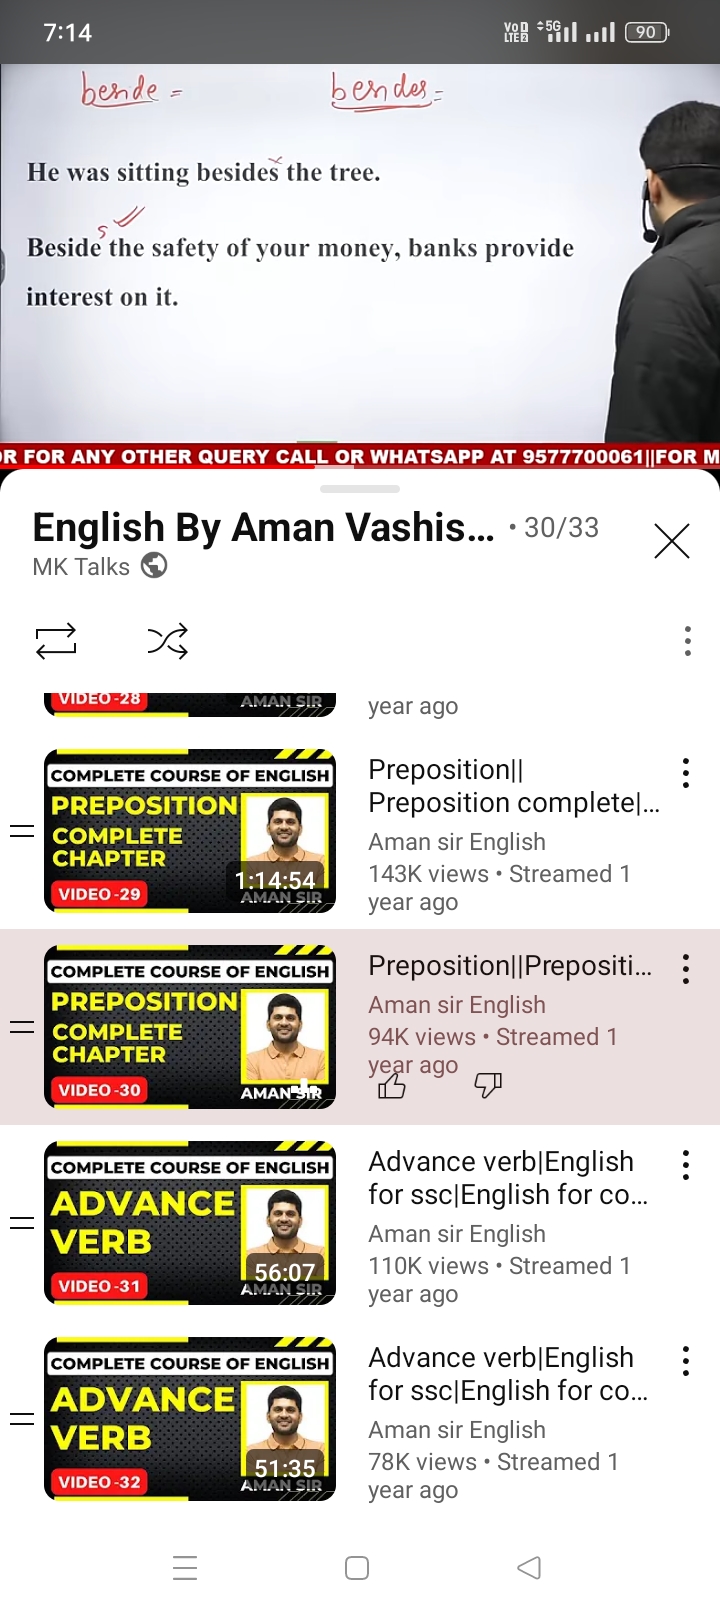 7:14
VoD LTE2 5G 90
beside = besides =
He was sitting besides the tree.
s
Beside the safety of your money, banks provide
interest on it.
OR FOR ANY OTHER QUERY CALL OR WHATSAPP AT 9577700061||FOR M
English By Aman Vashis... • 30/33
MK Talks
VIDEO-28
AMAN SIR
year ago
COMPLETE COURSE OF ENGLISH
PREPOSITION
COMPLETE
CHAPTER
VIDEO-29
1:14:54
AMAN SIR
Preposition||
Preposition complete|...
Aman sir English
143K views • Streamed 1
year ago
COMPLETE COURSE OF ENGLISH
PREPOSITION
COMPLETE
CHAPTER
VIDEO-30
AMAN SIR
Preposition||Prepositi...
Aman sir English
94K views • Streamed 1
year ago
COMPLETE COURSE OF ENGLISH
ADVANCE
VERB
VIDEO-31
56:07
AMAN SIR
Advance verb|English
for ssc|English for co...
Aman sir English
110K views • Streamed 1
year ago
COMPLETE COURSE OF ENGLISH
ADVANCE
VERB
VIDEO-32
51:35
AMAN SIR
Advance verb|English
for ssc|English for co...
Aman sir English
78K views • Streamed 1
year ago